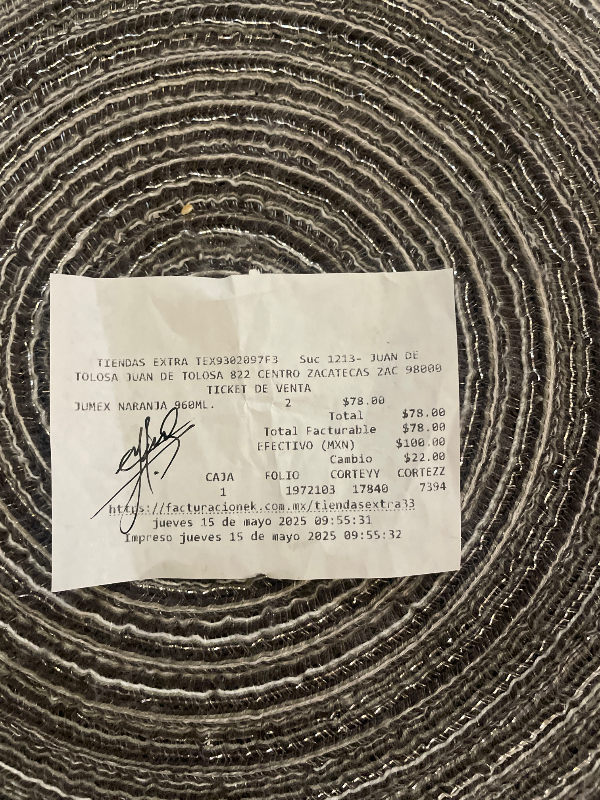 TIENDAS EXTRA TEX9302097F3 Suc 1213- JUAN DE
TOLOSA JUAN DE TOLOSA 822 CENTRO ZACATECAS ZAC 98000
TICKET DE VENTA
JUMEX NARANJA 960ML. 2 $78.00
Total $78.00
Total Facturable $78.00
EFECTIVO (MXN) $100.00
Cambio $22.00
CAJA FOLIO CORTEYY CORTEZZ
1 1972103 17840 7394
https://facturacionek.com.mx/tiendasextra33
jueves 15 de mayo 2025 09:55:31
Impreso jueves 15 de mayo 2025 09:55:32